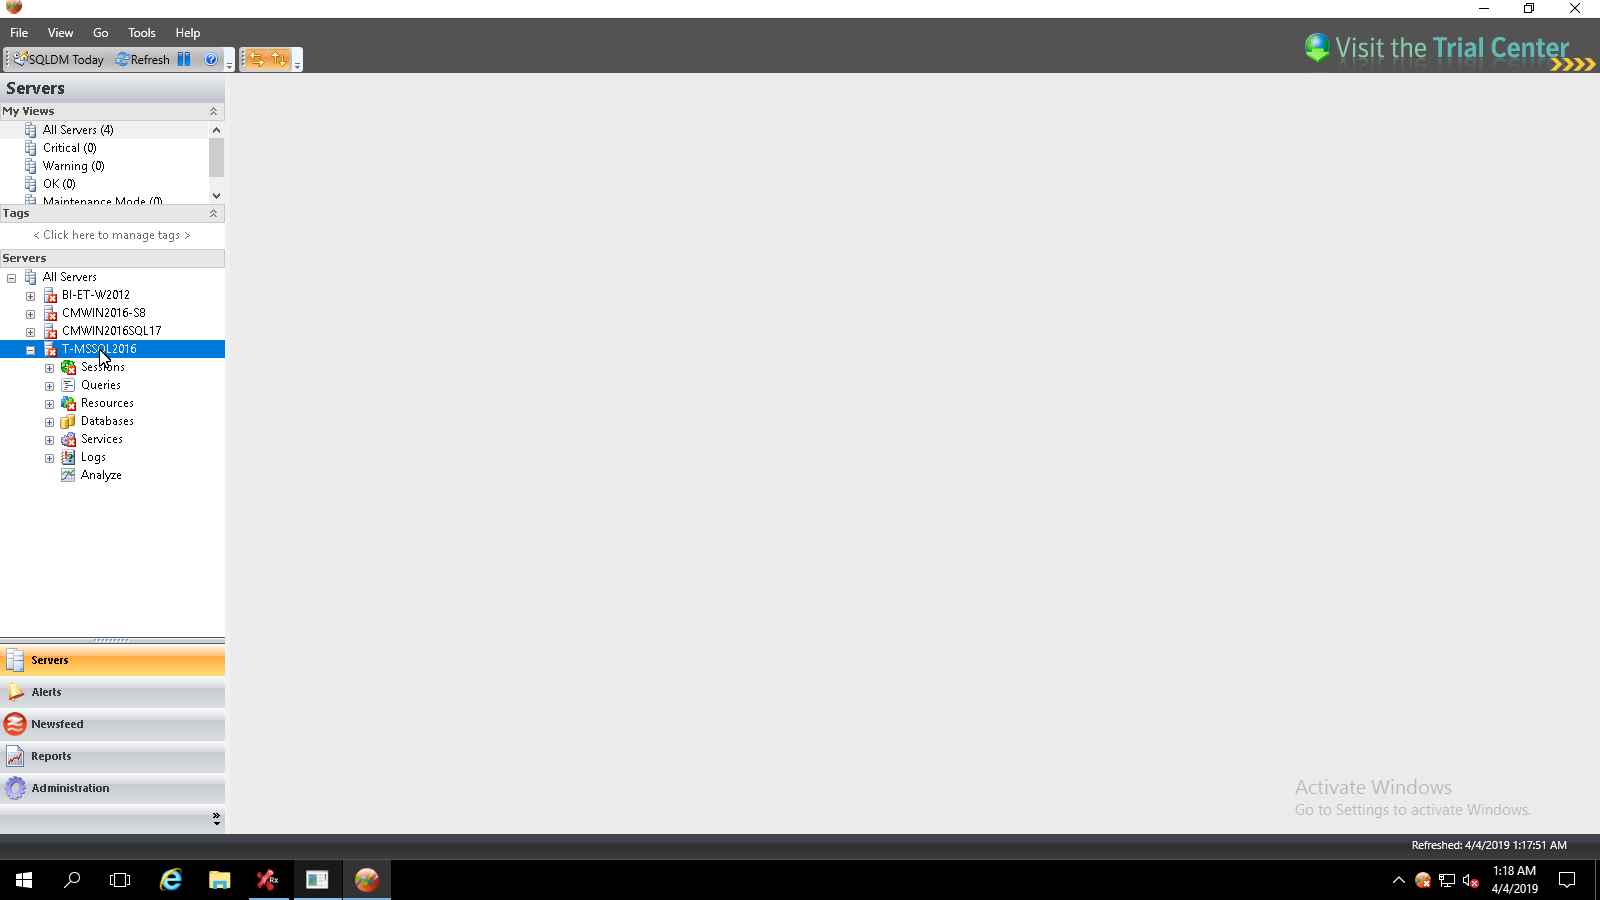 File View Go Tools Help
SQLDM Today Refresh
Visit the Trial Center
Servers
My Views
All Servers (4)
Critical (0)
Warning (0)
OK (0)
Maintenance Mode (0)
Tags
< Click here to manage tags >
Servers
All Servers
BI-ET-W2012
CMWIN2016-S8
CMWIN2016SQL17
T-MSSQL2016
Sessions
Queries
Resources
Databases
Services
Logs
Analyze
Servers
Alerts
Newsfeed
Reports
Administration
Activate Windows
Go to Settings to activate Windows.
Refreshed: 4/4/2019 1:17:51 AM
1:18 AM
4/4/2019